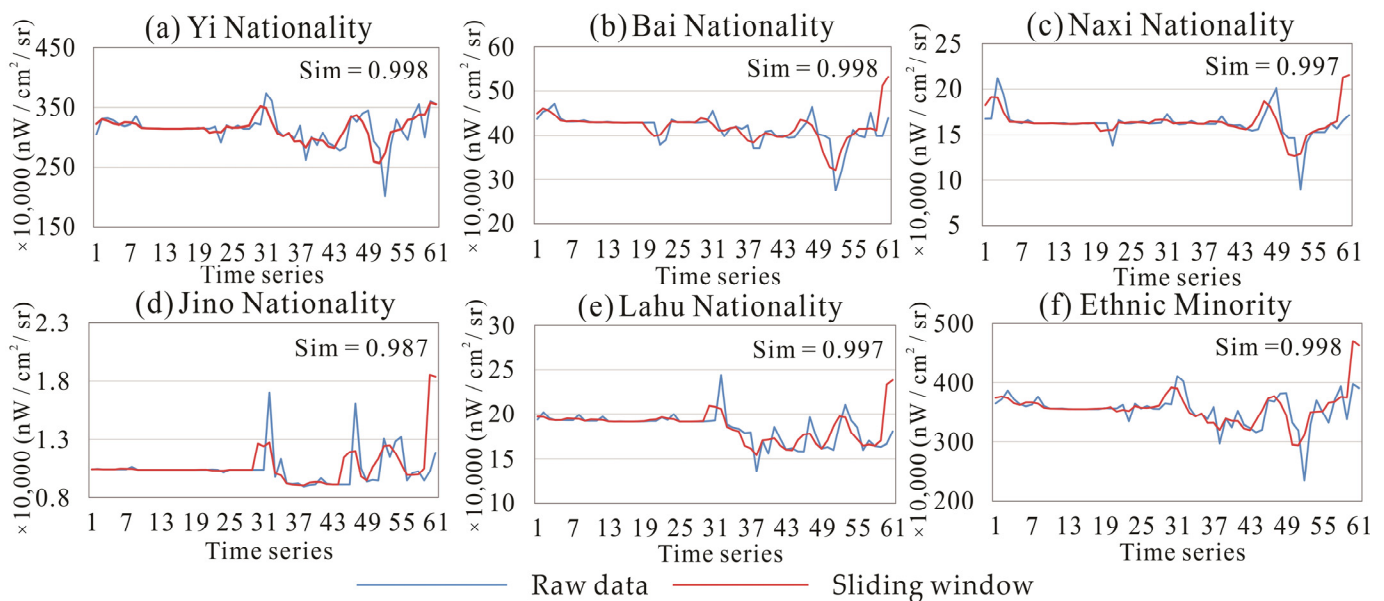 (a) Yi Nationality
×10,000 (nW / cm² / sr)
Sim = 0.998
450
350
250
150
1 7 13 19 25 31 37 43 49 55 61
Time series
(b) Bai Nationality
×10,000 (nW / cm² / sr)
Sim = 0.998
60
50
40
30
20
1 7 13 19 25 31 37 43 49 55 61
Time series
(c) Naxi Nationality
×10,000 (nW / cm² / sr)
Sim = 0.997
25
20
15
10
5
1 7 13 19 25 31 37 43 49 55 61
Time series
(d) Jino Nationality
×10,000 (nW / cm² / sr)
Sim = 0.987
2.3
1.8
1.3
0.8
1 7 13 19 25 31 37 43 49 55 61
Time series
(e) Lahu Nationality
×10,000 (nW / cm² / sr)
Sim = 0.997
30
25
20
15
10
1 7 13 19 25 31 37 43 49 55 61
Time series
(f) Ethnic Minority
×10,000 (nW / cm² / sr)
Sim =0.998
500
400
300
200
1 7 13 19 25 31 37 43 49 55 61
Time series
Raw data Sliding window